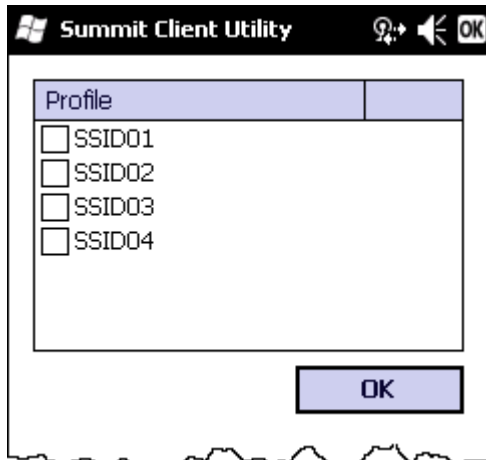 Summit Client Utility OK
Profile
SSID01
SSID02
SSID03
SSID04
OK